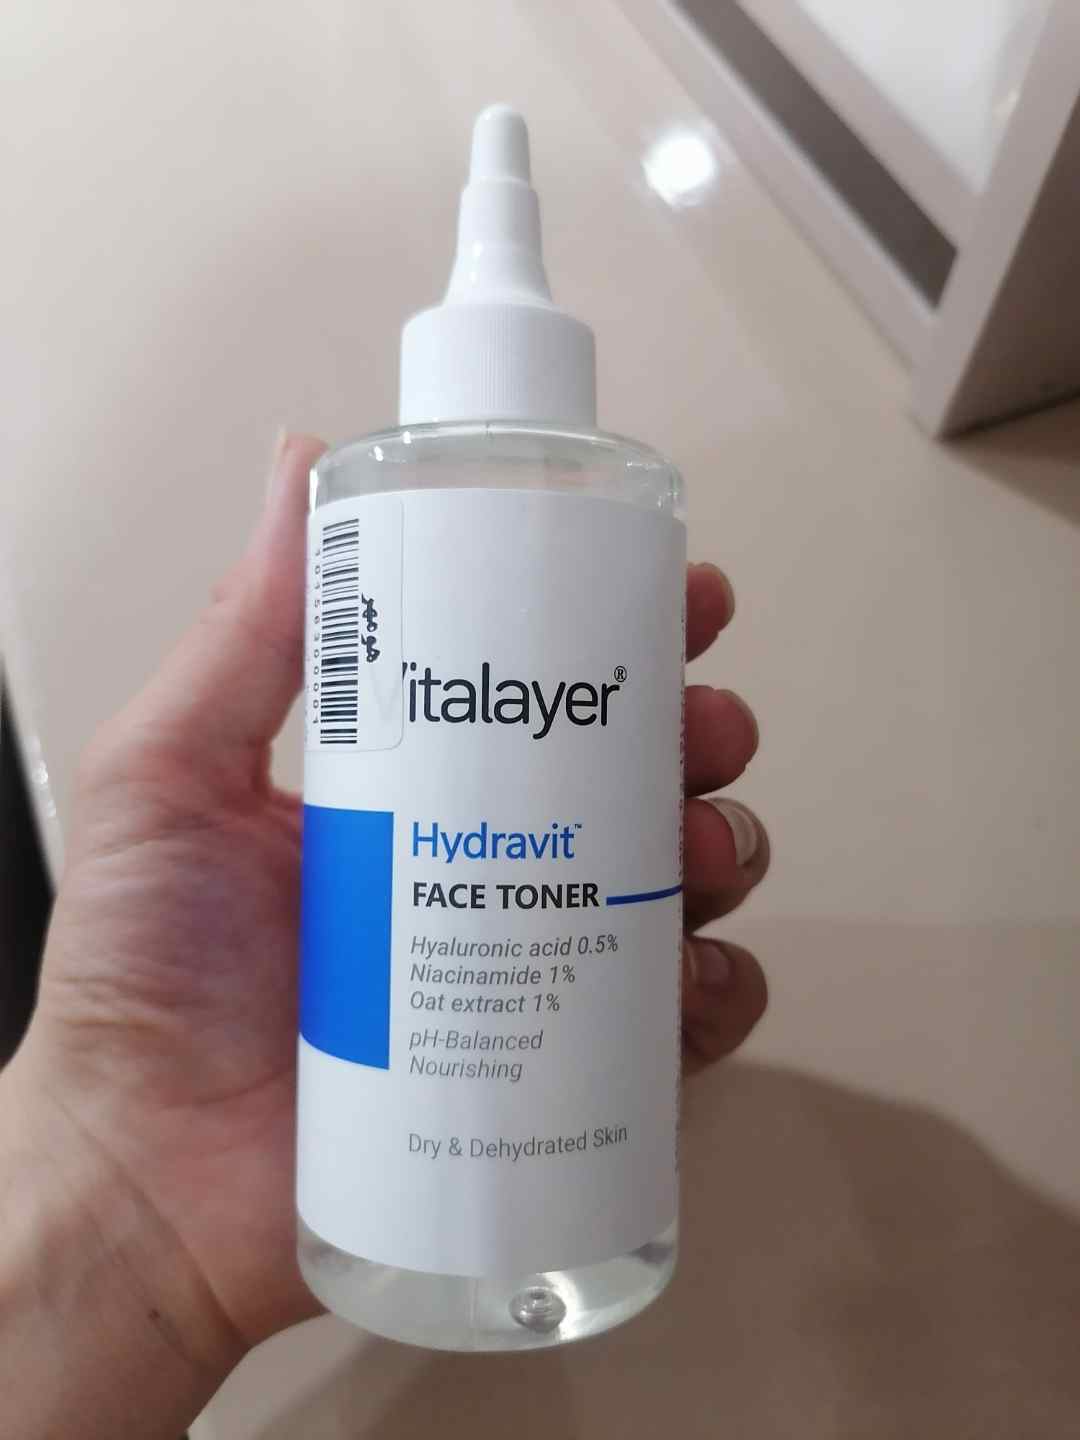 Vitalayer®
Hydravit™
FACE TONER
Hyaluronic acid 0.5%
Niacinamide 1%
Oat extract 1%
pH-Balanced
Nourishing
Dry & Dehydrated Skin